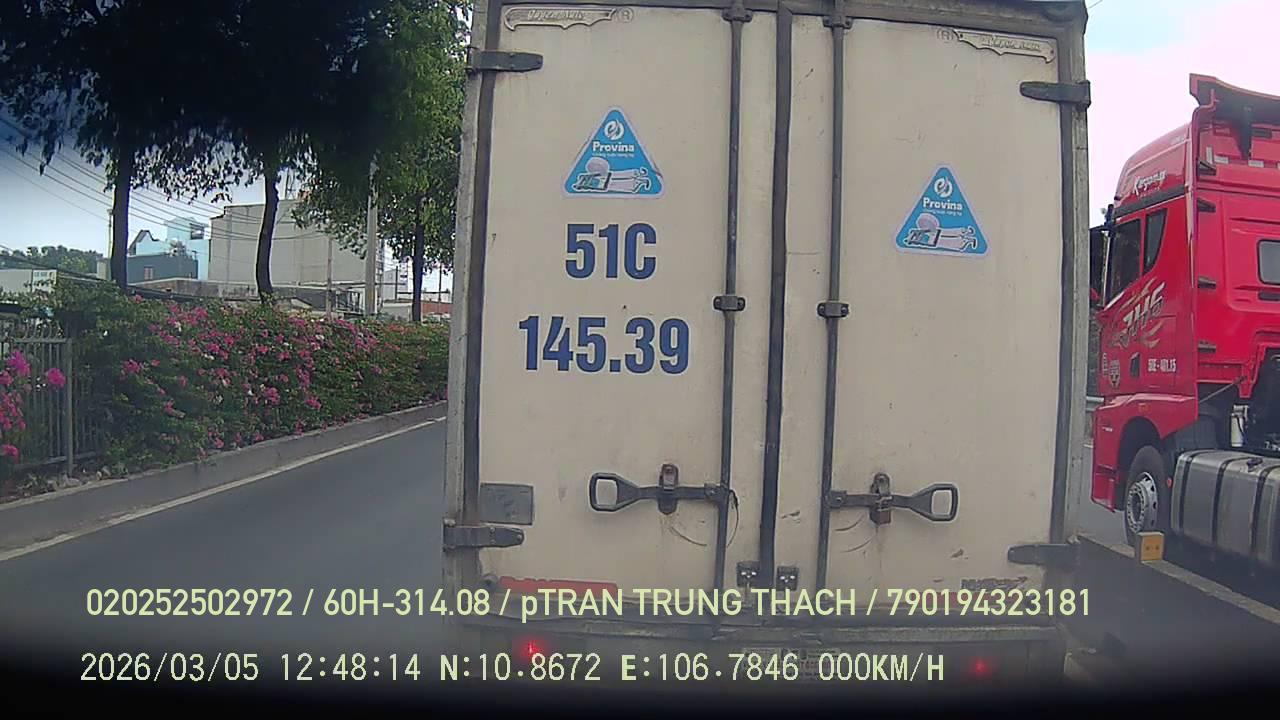 Provina
Provina
51C
145.39
020252502972 / 60H-314.08 / pTRAN TRUNG THACH / 790194323181
2026/03/05 12:48:14 N:10.8672 E:106.7846 000KM/H